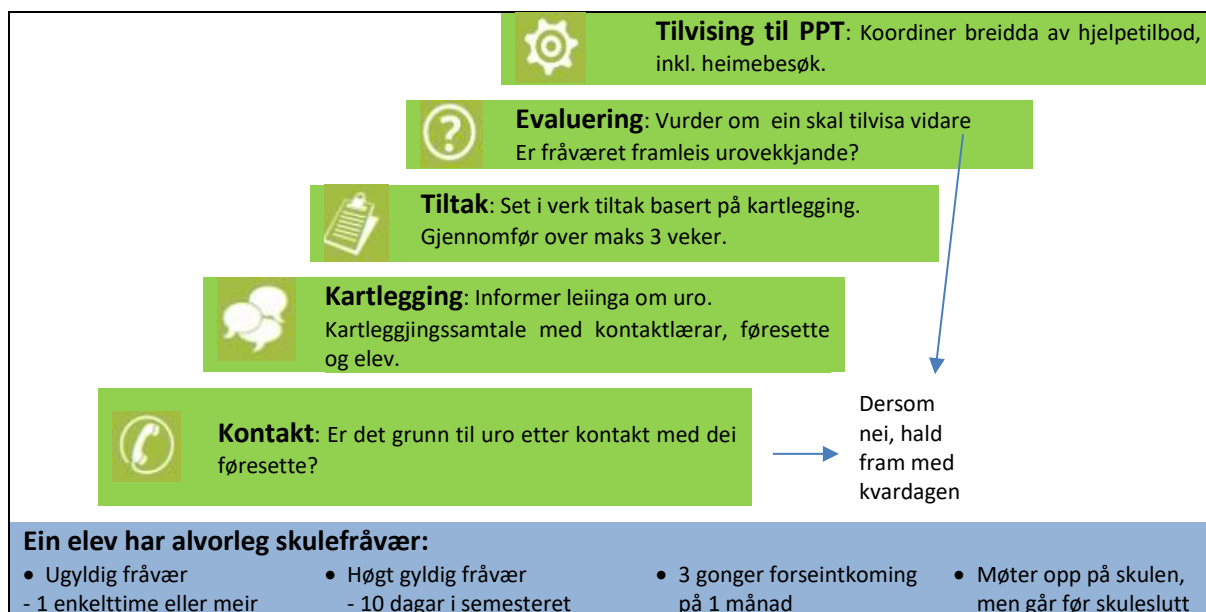 Tilvising til PPT: Koordiner breidda av hjelpetilbod,
inkl. heimebesøk.
Evaluering: Vurder om ein skal tilvisa vidare
Er fråværet framleis urovekkjande?
Tiltak: Set i verk tiltak basert på kartlegging.
Gjennomfør over maks 3 veker.
Kartlegging: Informer leiinga om uro.
Kartleggjingssamtale med kontaktlærar, føresette
og elev.
Kontakt: Er det grunn til uro etter kontakt med dei
føresette?
Dersom
nei, hald
fram med
kvardagen
Ein elev har alvorleg skulefråvær:
• Ugyldig fråvær
- 1 enkelttime eller meir
• Høgt gyldig fråvær
- 10 dagar i semesteret
• 3 gonger forseintkoming
på 1 månad
• Møter opp på skulen,
men går før skuleslutt